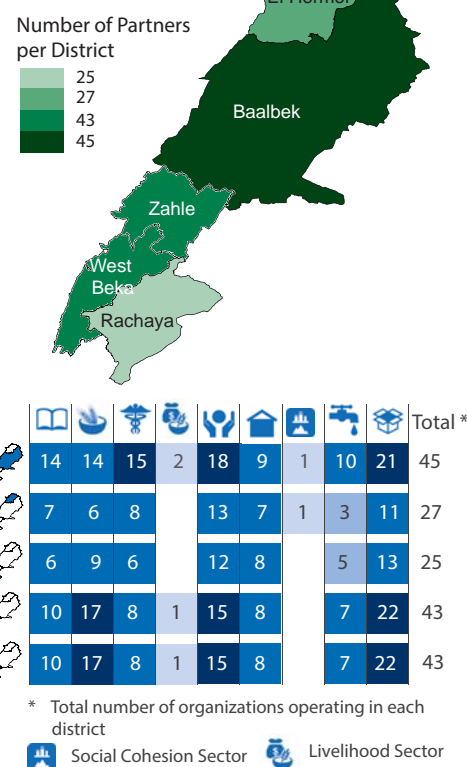 El Hermel
Number of Partners
per District
25
27
43
45
Baalbek
Zahle
West
Beka
Rachaya
Total *
14 14 15 2 18 9 1 10 21 45
7 6 8 13 7 1 3 11 27
6 9 6 12 8 5 13 25
10 17 8 1 15 8 7 22 43
10 17 8 1 15 8 7 22 43
* Total number of organizations operating in each
district
Social Cohesion Sector Livelihood Sector